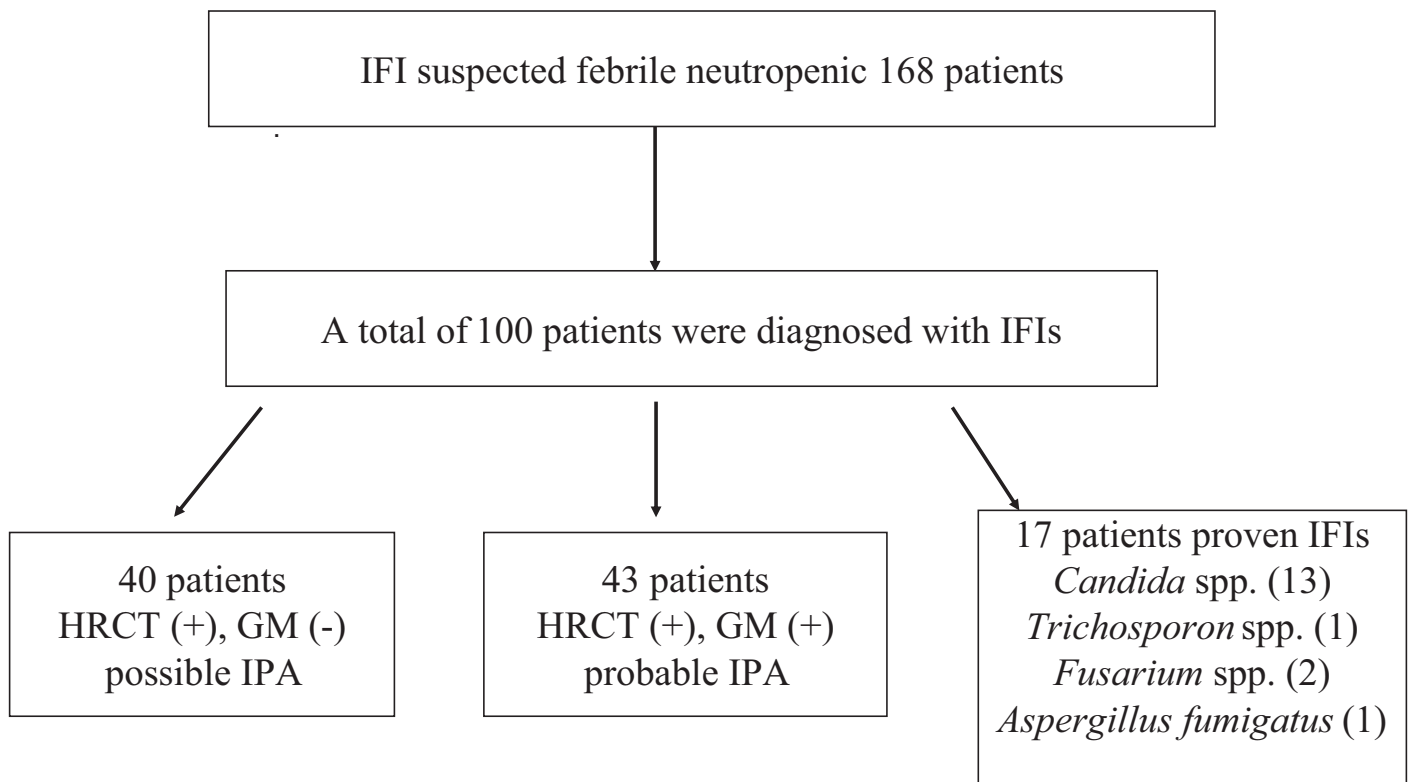 IFI suspected febrile neutropenic 168 patients
A total of 100 patients were diagnosed with IFIs
40 patients
HRCT (+), GM (-)
possible IPA
43 patients
HRCT (+), GM (+)
probable IPA
17 patients proven IFIs
Candida spp. (13)
Trichosporon spp. (1)
Fusarium spp. (2)
Aspergillus fumigatus (1)